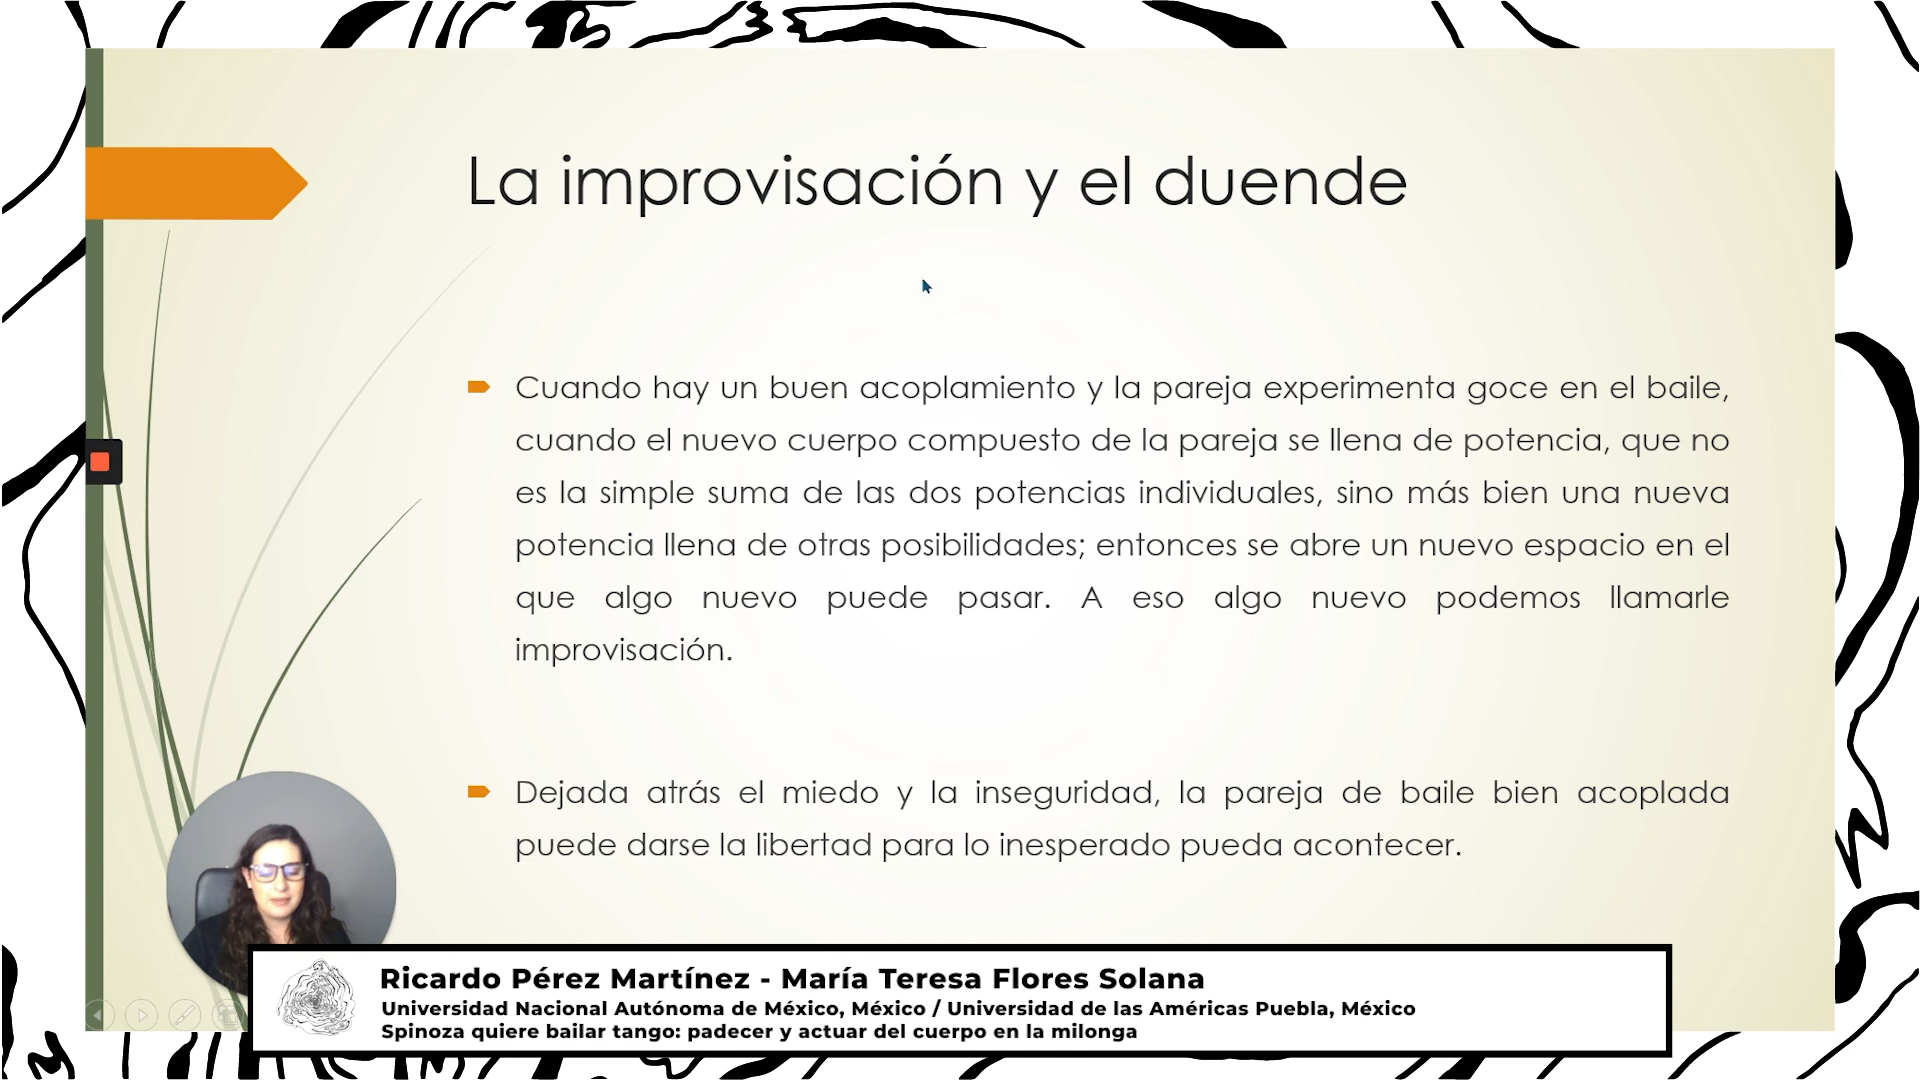 La improvisación y el duende
Cuando hay un buen acoplamiento y la pareja experimenta goce en el baile,
cuando el nuevo cuerpo compuesto de la pareja se llena de potencia, que no
es la simple suma de las dos potencias individuales, sino más bien una nueva
potencia llena de otras posibilidades; entonces se abre un nuevo espacio en el
que algo nuevo puede pasar. A eso algo nuevo podemos llamarle
improvisación.
Dejada atrás el miedo y la inseguridad, la pareja de baile bien acoplada
puede darse la libertad para lo inesperado pueda acontecer.
Ricardo Pérez Martínez - María Teresa Flores Solana
Universidad Nacional Autónoma de México, México / Universidad de las Américas Puebla, México
Spinoza quiere bailar tango: padecer y actuar del cuerpo en la milonga